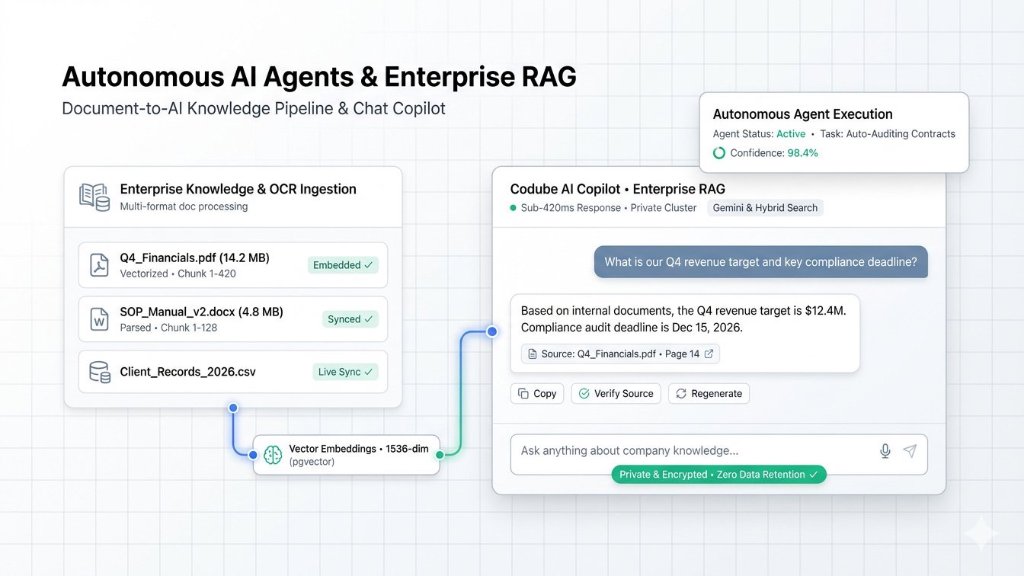 Autonomous AI Agents & Enterprise RAG
Document-to-AI Knowledge Pipeline & Chat Copilot
Autonomous Agent Execution
Agent Status: Active • Task: Auto-Auditing Contracts
Confidence: 98.4%
Enterprise Knowledge & OCR Ingestion
Multi-format doc processing
Q4_Financials.pdf (14.2 MB)
Vectorized • Chunk 1-420
Embedded ✓
W
SOP_Manual_v2.docx (4.8 MB)
Parsed • Chunk 1-128
Synced ✓
Client_Records_2026.csv
Live Sync ✓
Vector Embeddings • 1536-dim
(pgvector)
Codube AI Copilot • Enterprise RAG
Sub-420ms Response • Private Cluster
Gemini & Hybrid Search
What is our Q4 revenue target and key compliance deadline?
Based on internal documents, the Q4 revenue target is $12.4M.
Compliance audit deadline is Dec 15, 2026.
Source: Q4_Financials.pdf • Page 14
Copy
Verify Source
Regenerate
Ask anything about company knowledge...
Private & Encrypted • Zero Data Retention ✓